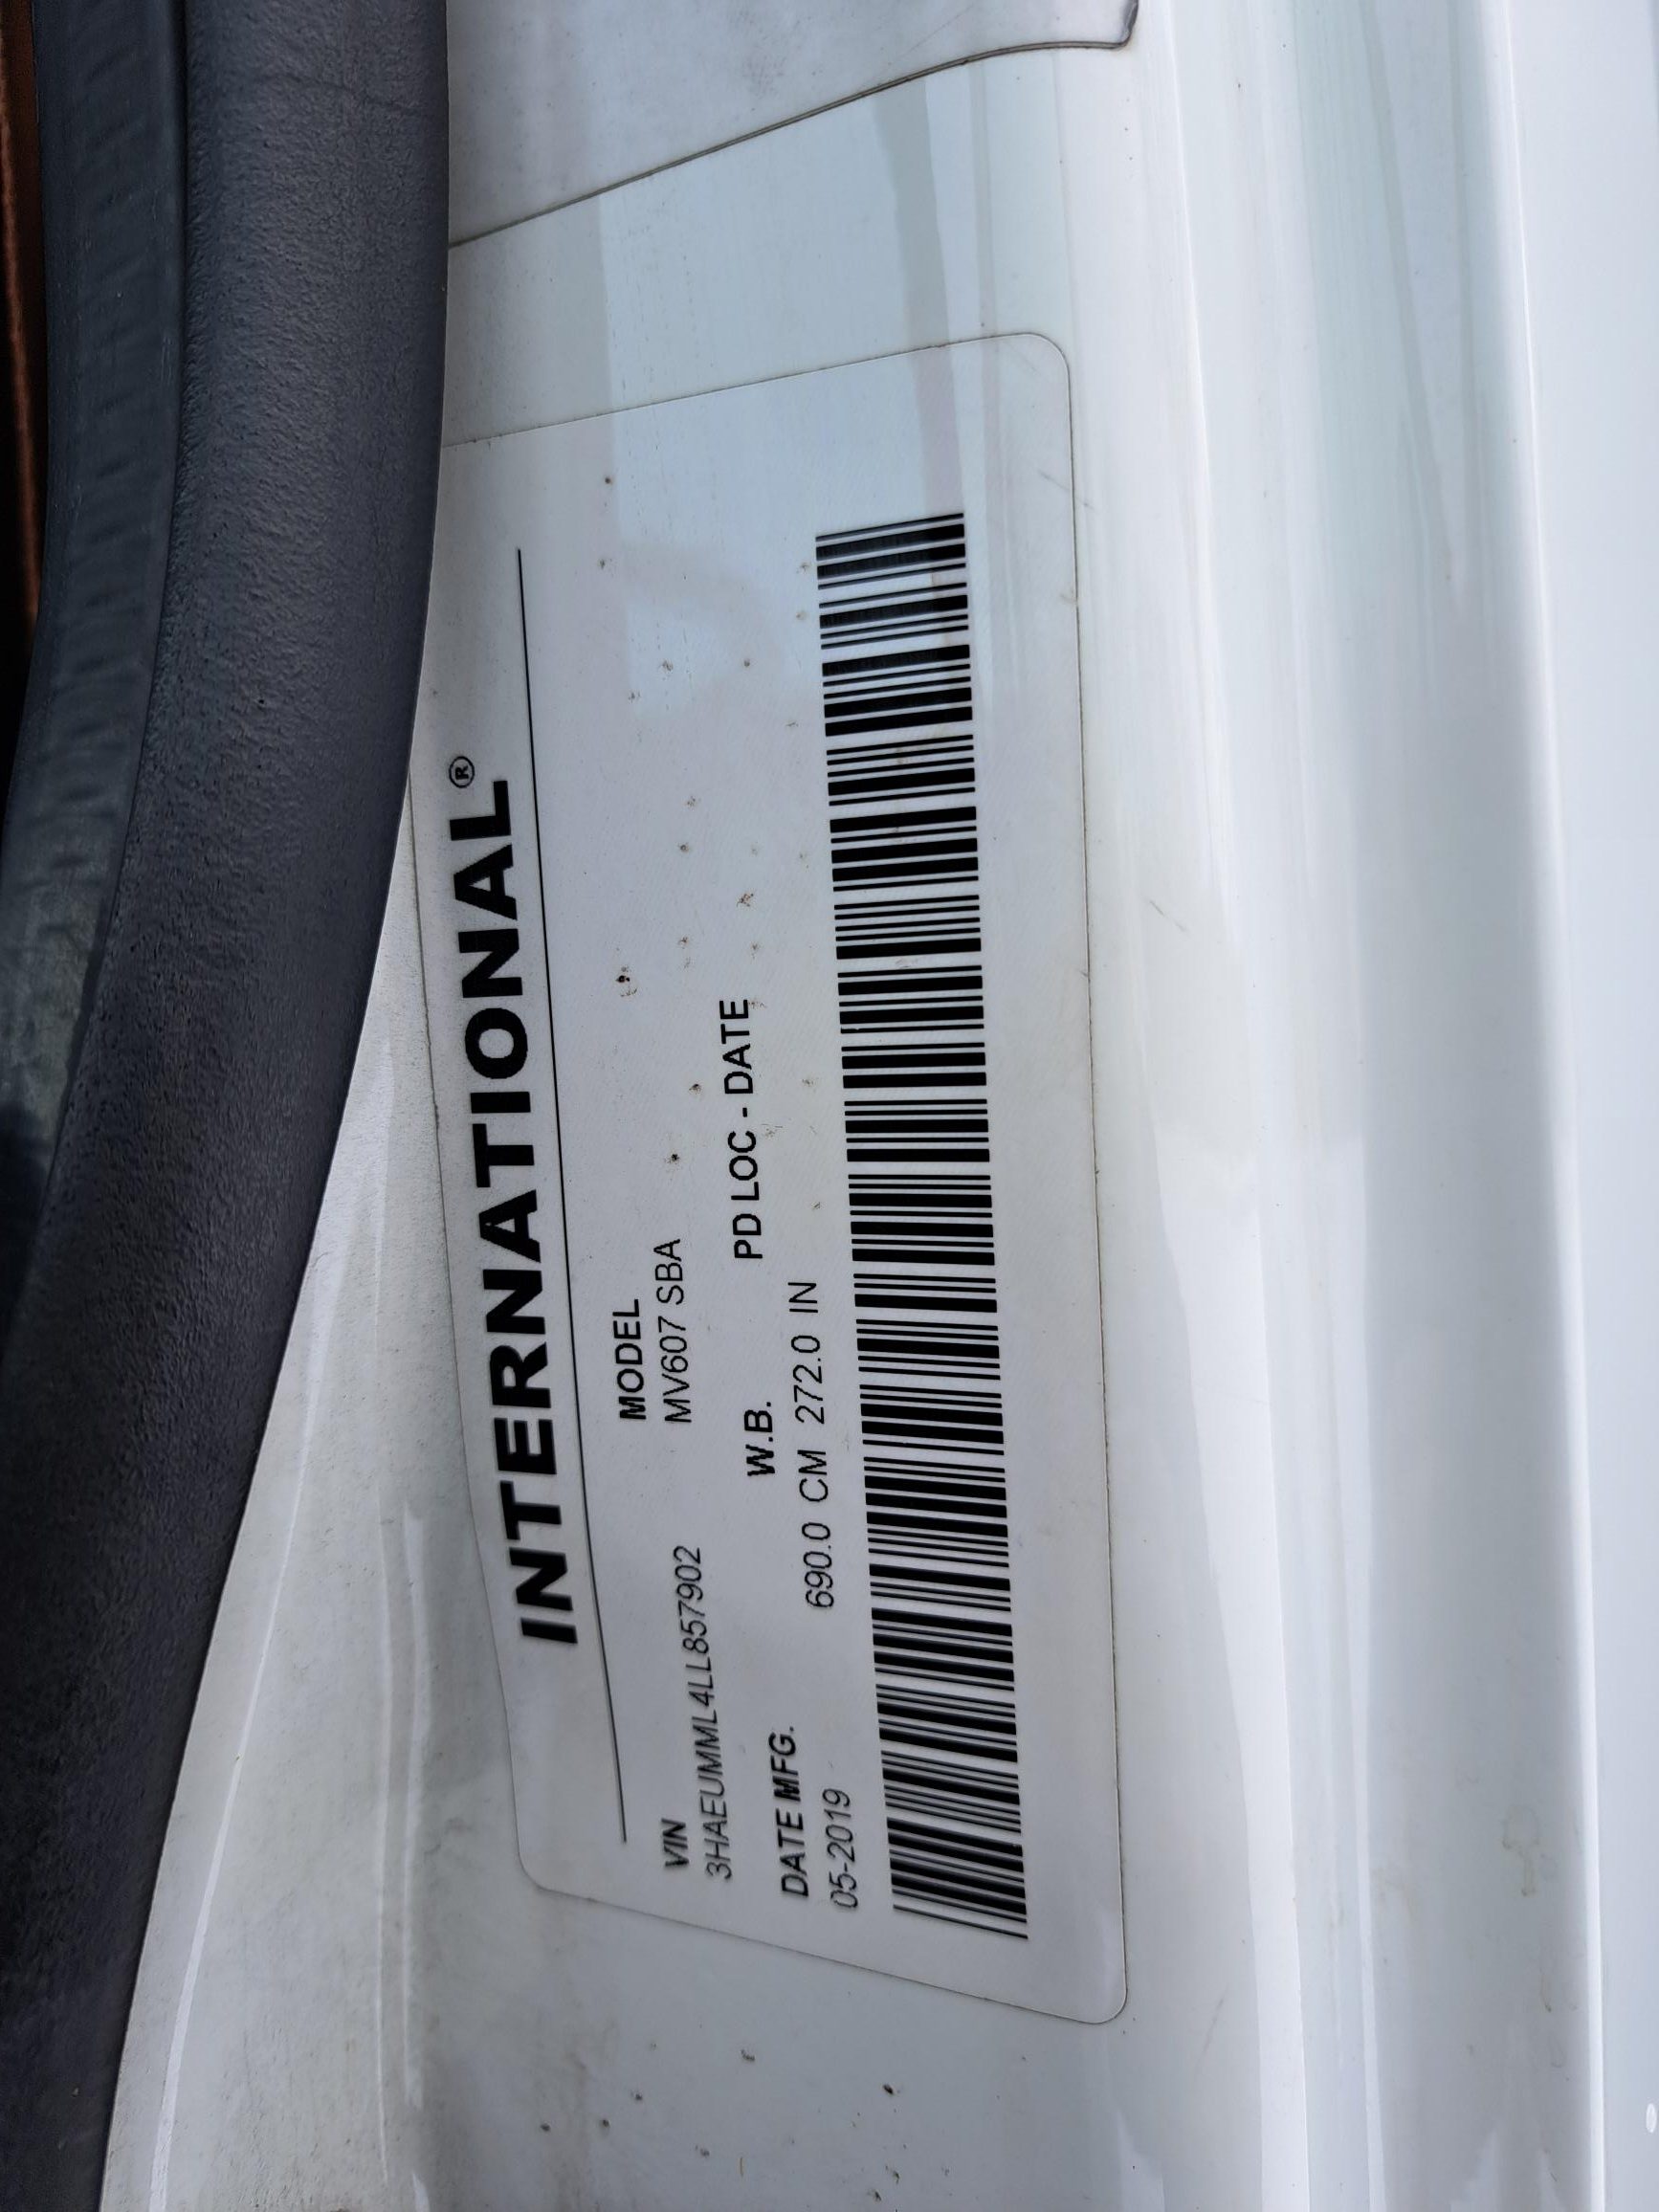 INTERNATIONAL®
VIN MODEL
3HAEUMML4LL857902 MV607 SBA
DATE MFG. W.B. PD LOC - DATE
05-2019 690.0 CM 272.0 IN